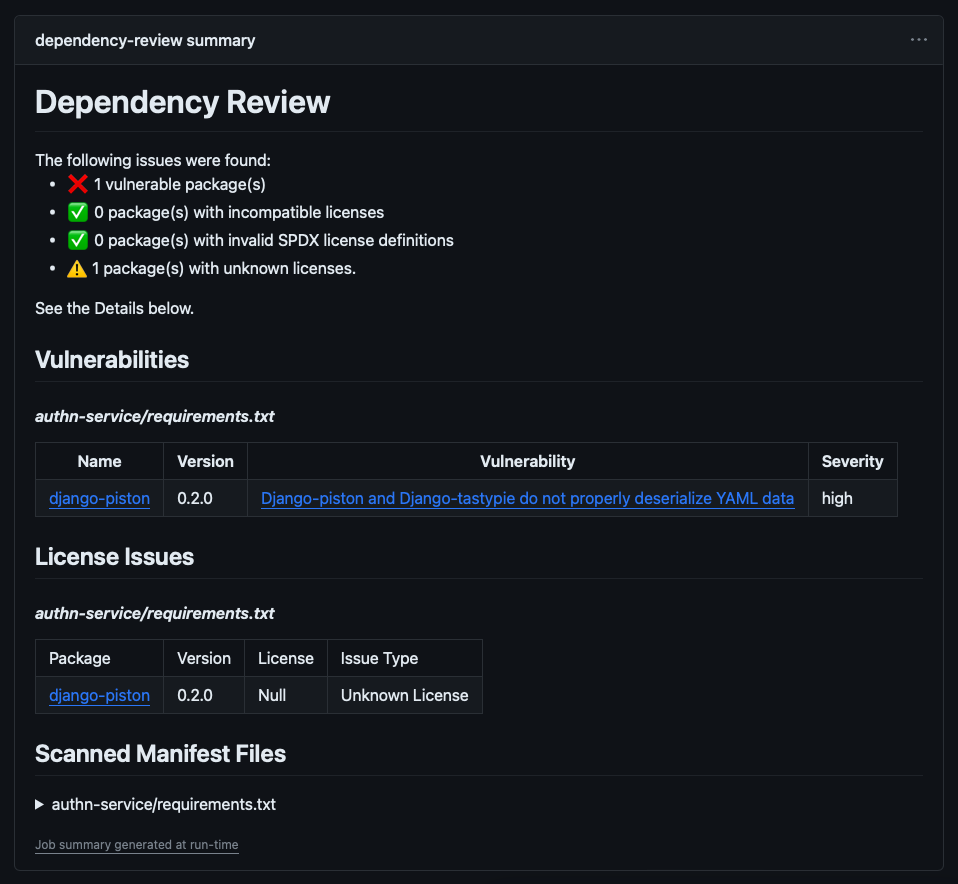 dependency-review summary
Dependency Review
The following issues were found:
• ❌ 1 vulnerable package(s)
• ✅ 0 package(s) with incompatible licenses
• ✅ 0 package(s) with invalid SPDX license definitions
• ⚠️ 1 package(s) with unknown licenses.
See the Details below.
Vulnerabilities
authn-service/requirements.txt
Name Version Vulnerability Severity
django-piston 0.2.0 Django-piston and Django-tastypie do not properly deserialize YAML data high
License Issues
authn-service/requirements.txt
Package Version License Issue Type
django-piston 0.2.0 Null Unknown License
Scanned Manifest Files
authn-service/requirements.txt
Job summary generated at run-time